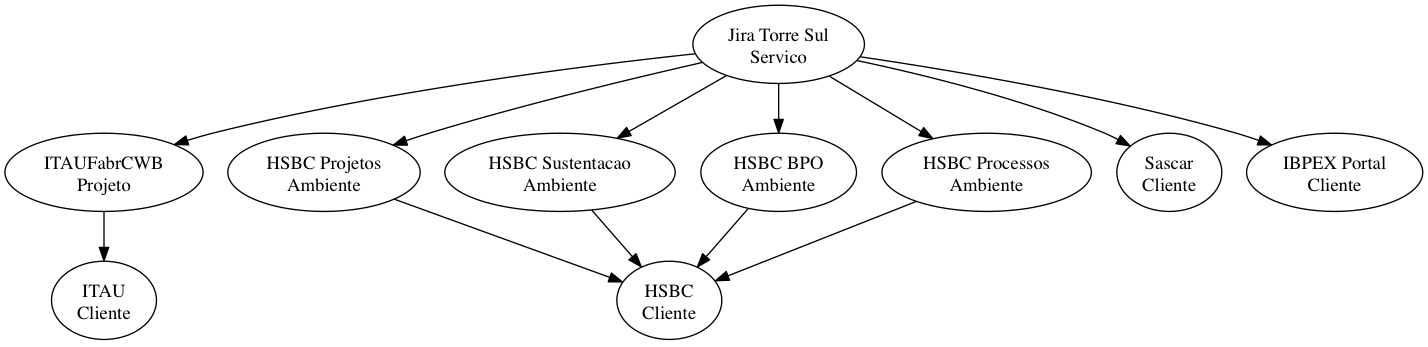 Jira Torre Sul
Servico
ITAUFabrCWB
Projeto
HSBC Projetos
Ambiente
HSBC Sustentacao
Ambiente
HSBC BPO
Ambiente
HSBC Processos
Ambiente
Sascar
Cliente
IBPEX Portal
Cliente
ITAU
Cliente
HSBC
Cliente